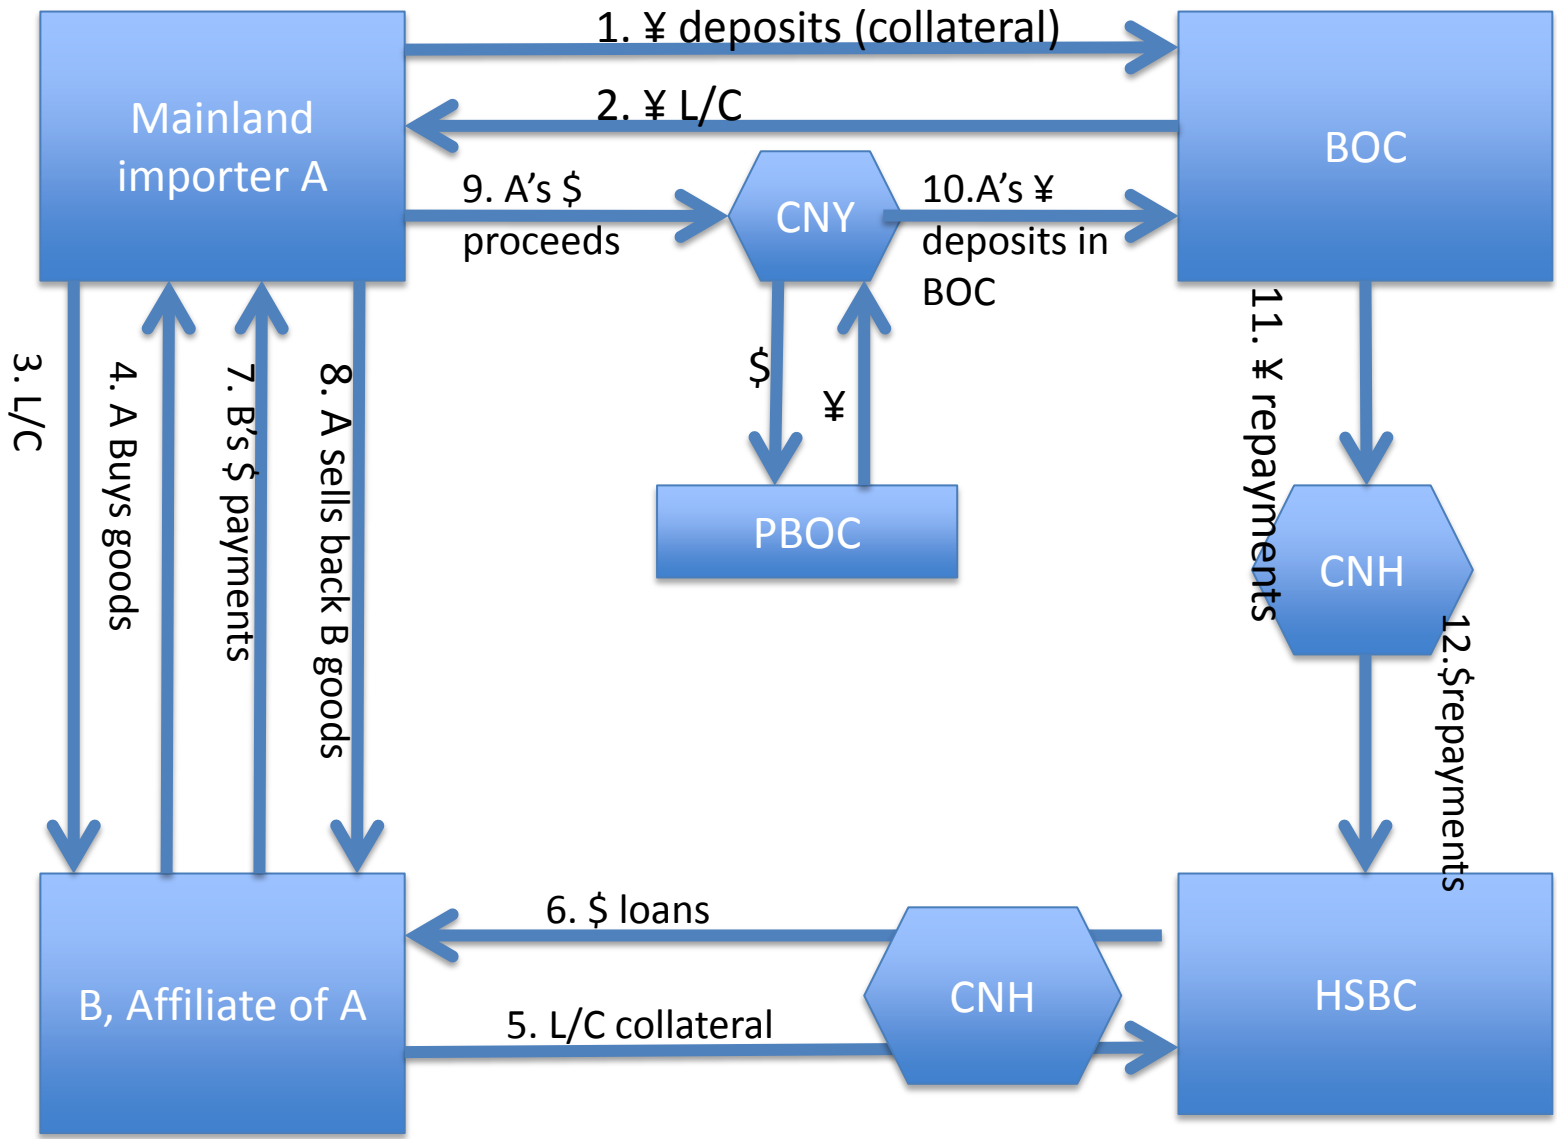 1. ¥ deposits (collateral)
Mainland
importer A
2. ¥ L/C
BOC
9. A’s $
proceeds
CNY
10.A’s ¥
deposits in
BOC
3. L/C
4. A Buys goods
7. B’s $ payments
8. A sells back B
goods
$
¥
PBOC
11. ¥ repayments
CNH
12.$repayments
6. $ loans
B, Affiliate of A
CNH
HSBC
5. L/C collateral